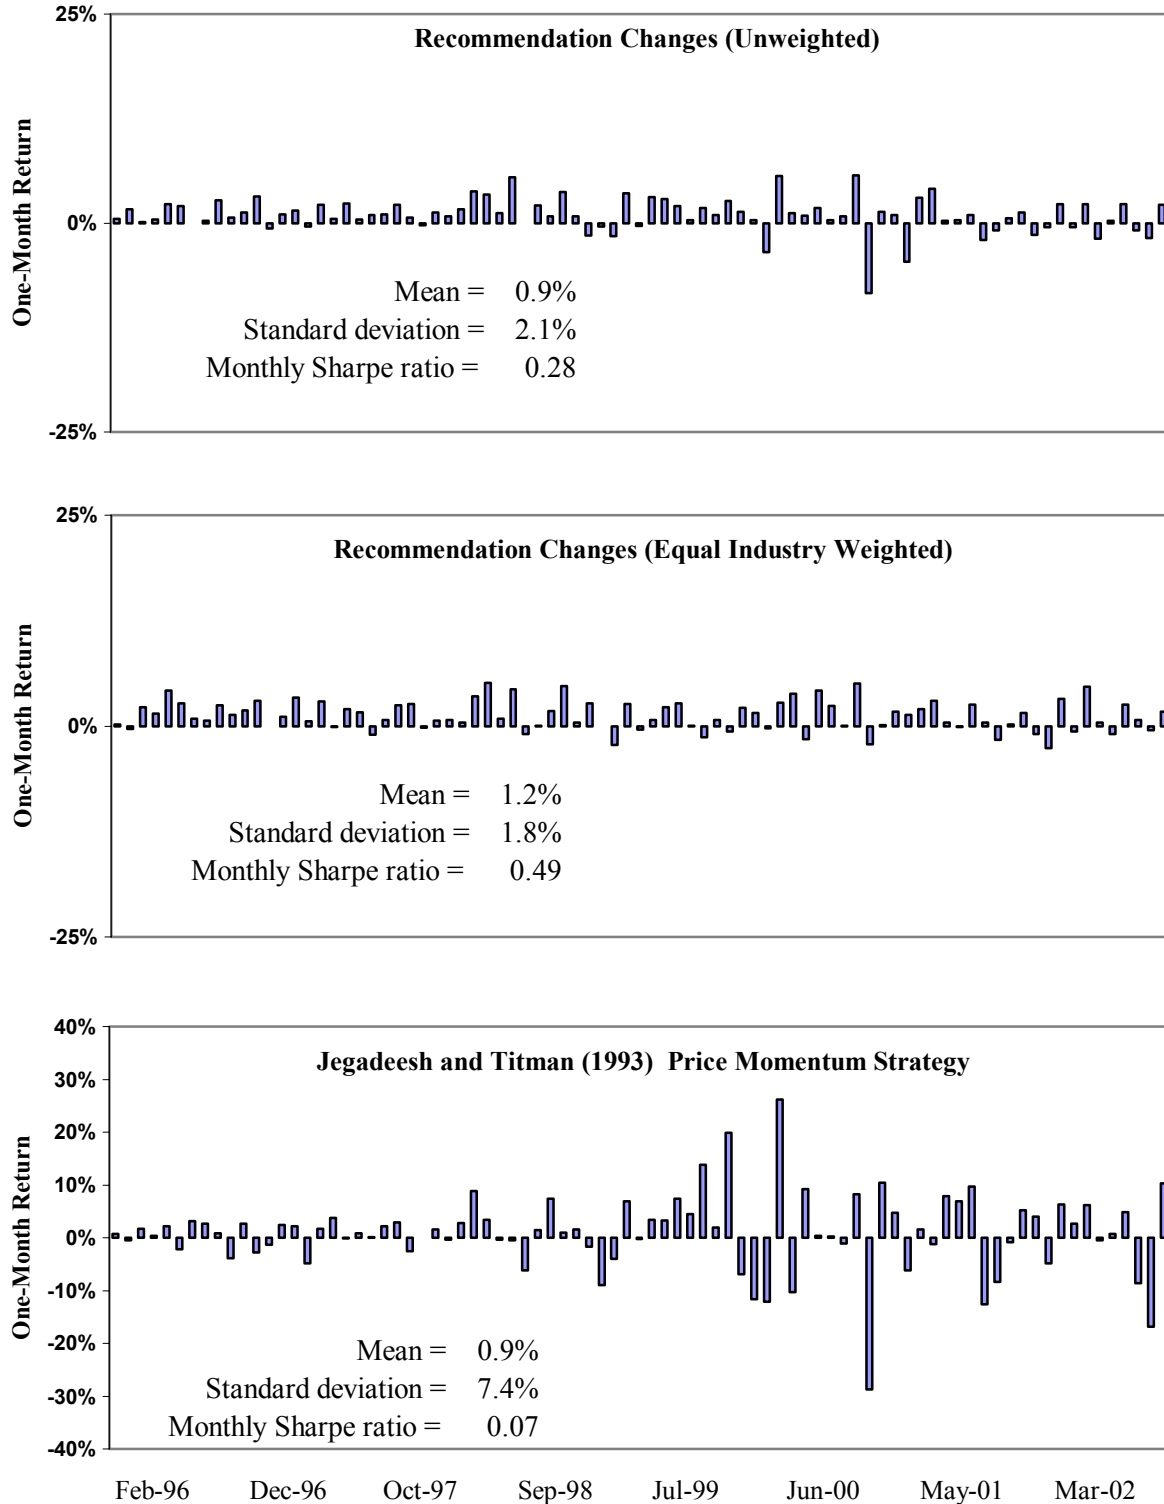 25%
Recommendation Changes (Unweighted)
One-Month Return
0%
Mean = 0.9%
Standard deviation = 2.1%
Monthly Sharpe ratio = 0.28
-25%
25%
Recommendation Changes (Equal Industry Weighted)
One-Month Return
0%
Mean = 1.2%
Standard deviation = 1.8%
Monthly Sharpe ratio = 0.49
-25%
40%
Jegadeesh and Titman (1993) Price Momentum Strategy
30%
20%
One-Month Return
10%
0%
-10%
-20%
Mean = 0.9%
-30%
Standard deviation = 7.4%
Monthly Sharpe ratio = 0.07
-40%
Feb-96 Dec-96 Oct-97 Sep-98 Jul-99 Jun-00 May-01 Mar-02